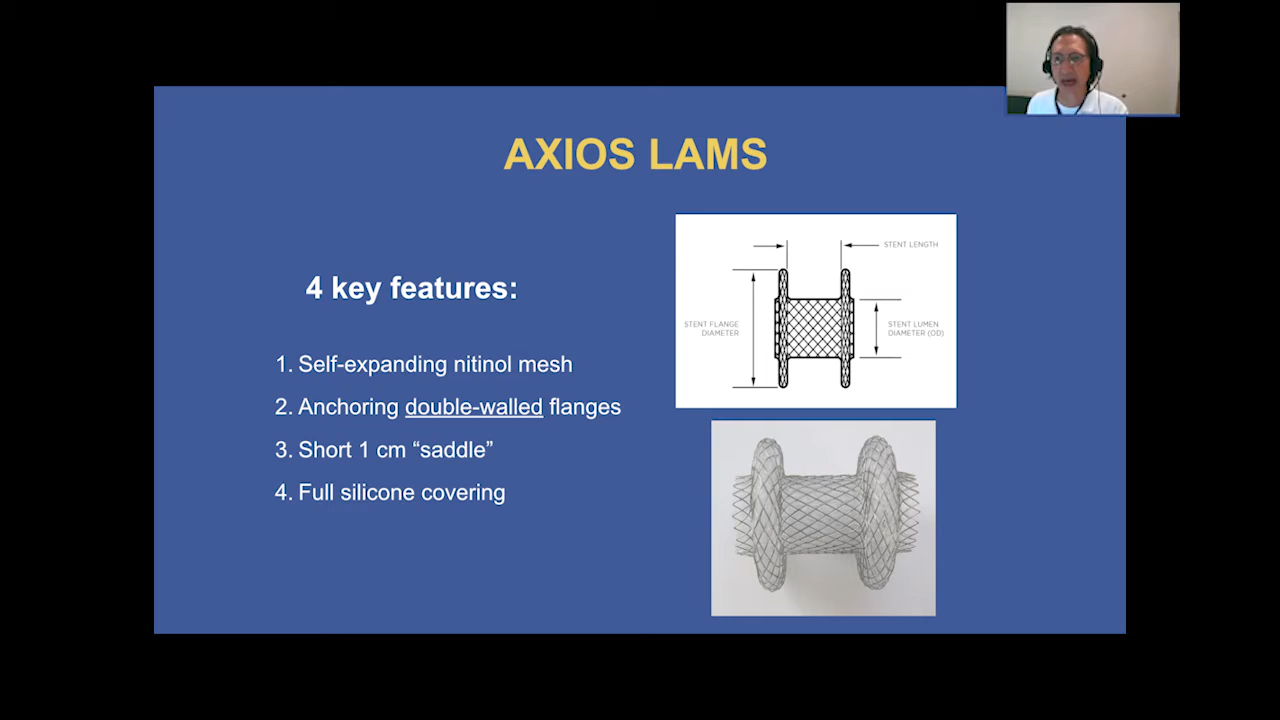 AXIOS LAMS
4 key features:
1. Self-expanding nitinol mesh
2. Anchoring double-walled flanges
3. Short 1 cm “saddle”
4. Full silicone covering
STENT LENGTH
STENT FLANGE
DIAMETER
STENT LUMEN
DIAMETER (OD)